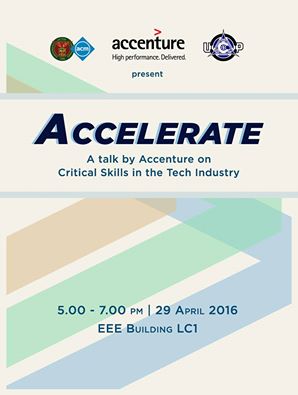 acm
accenture
High performance. Delivered.
present
ACCELERATE
A talk by Accenture on
Critical Skills in the Tech Industry
5.00 - 7.00 PM | 29 APRIL 2016
EEE BUILDING LC1